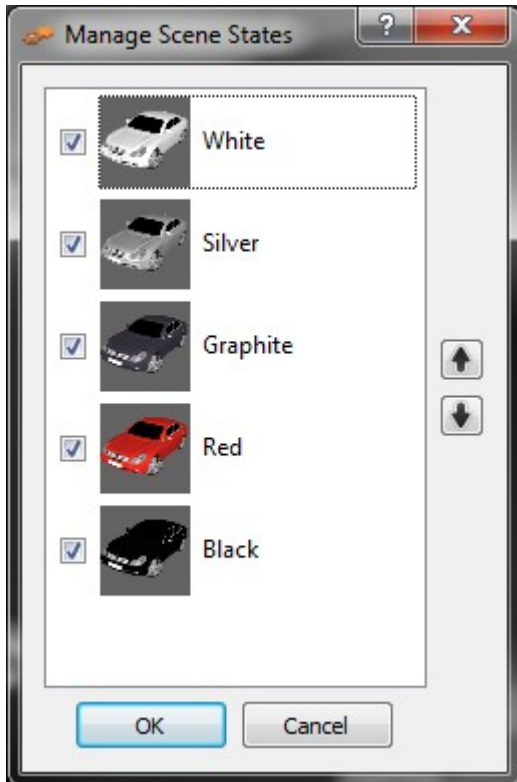 Manage Scene States
?
White
Silver
Graphite
Red
Black
OK
Cancel